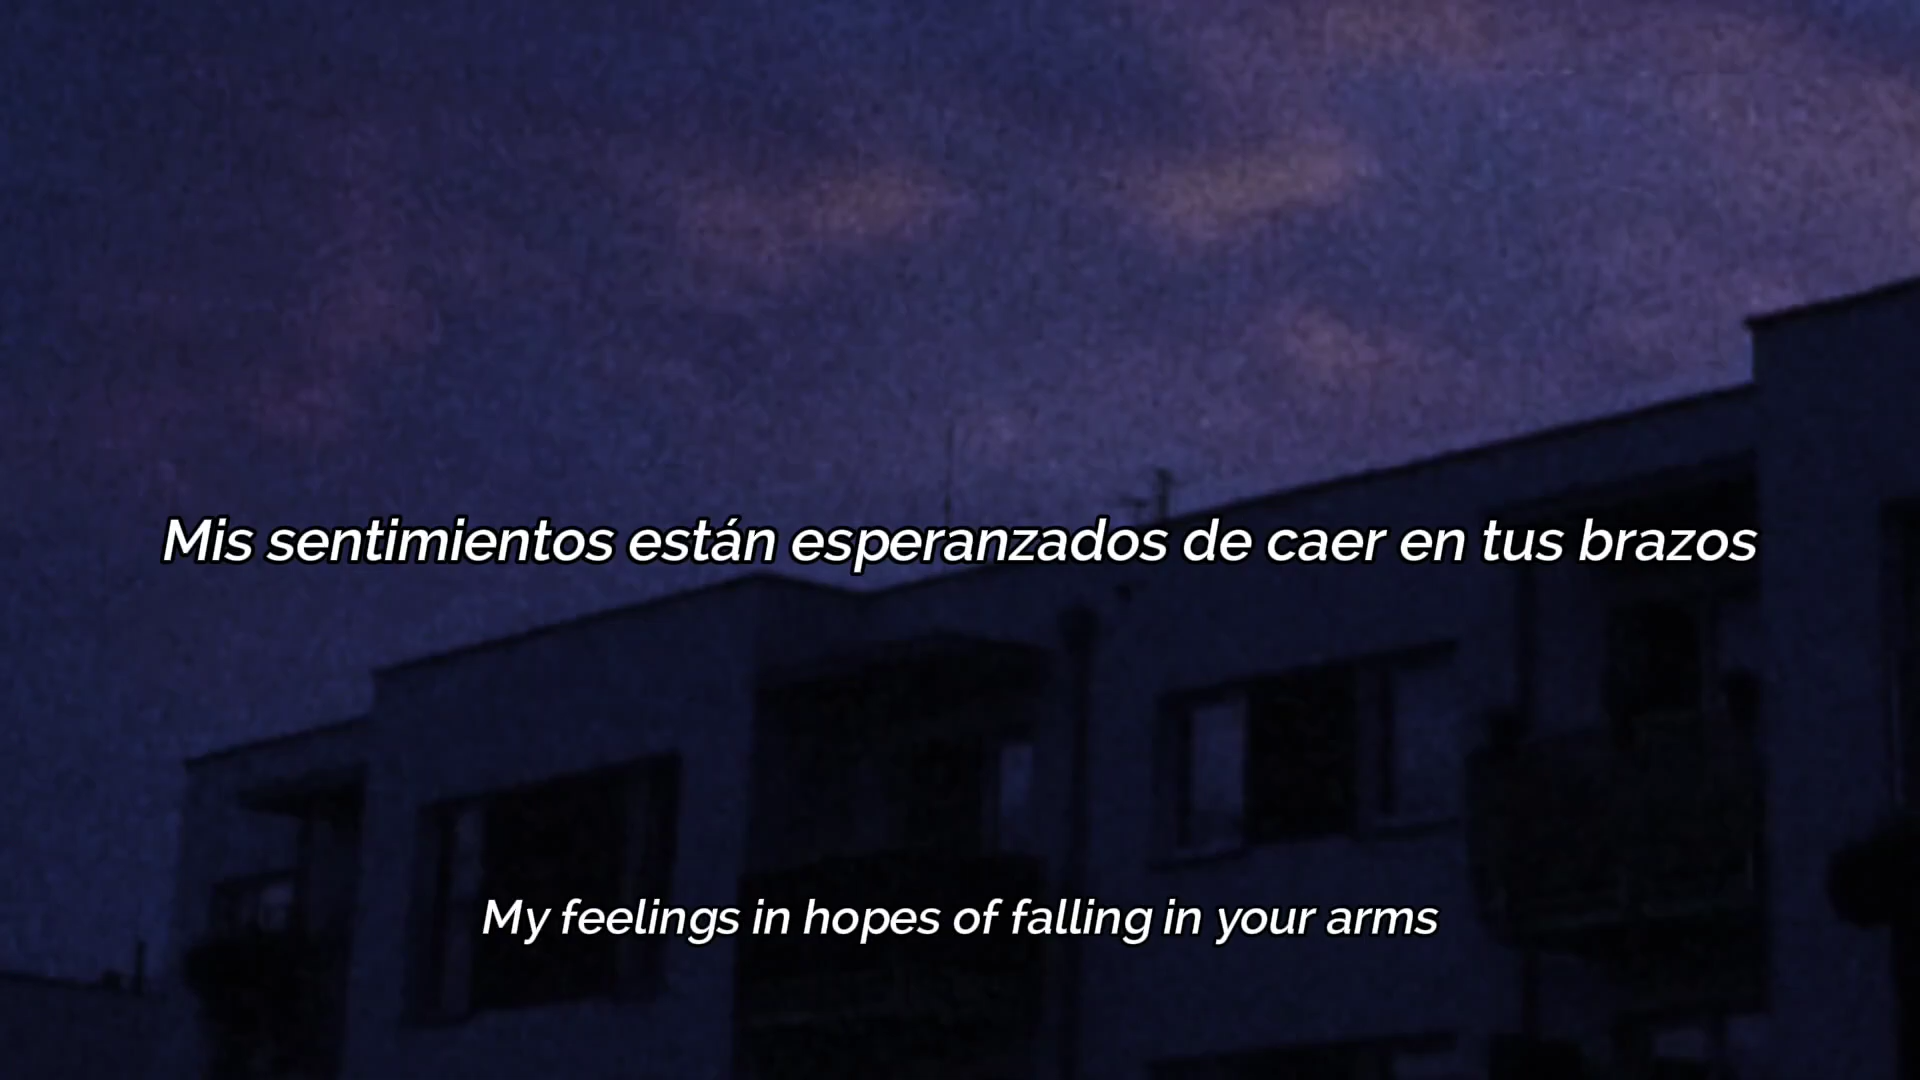 Mis sentimientos están esperanzados de caer en tus brazos
My feelings in hopes of falling in your arms